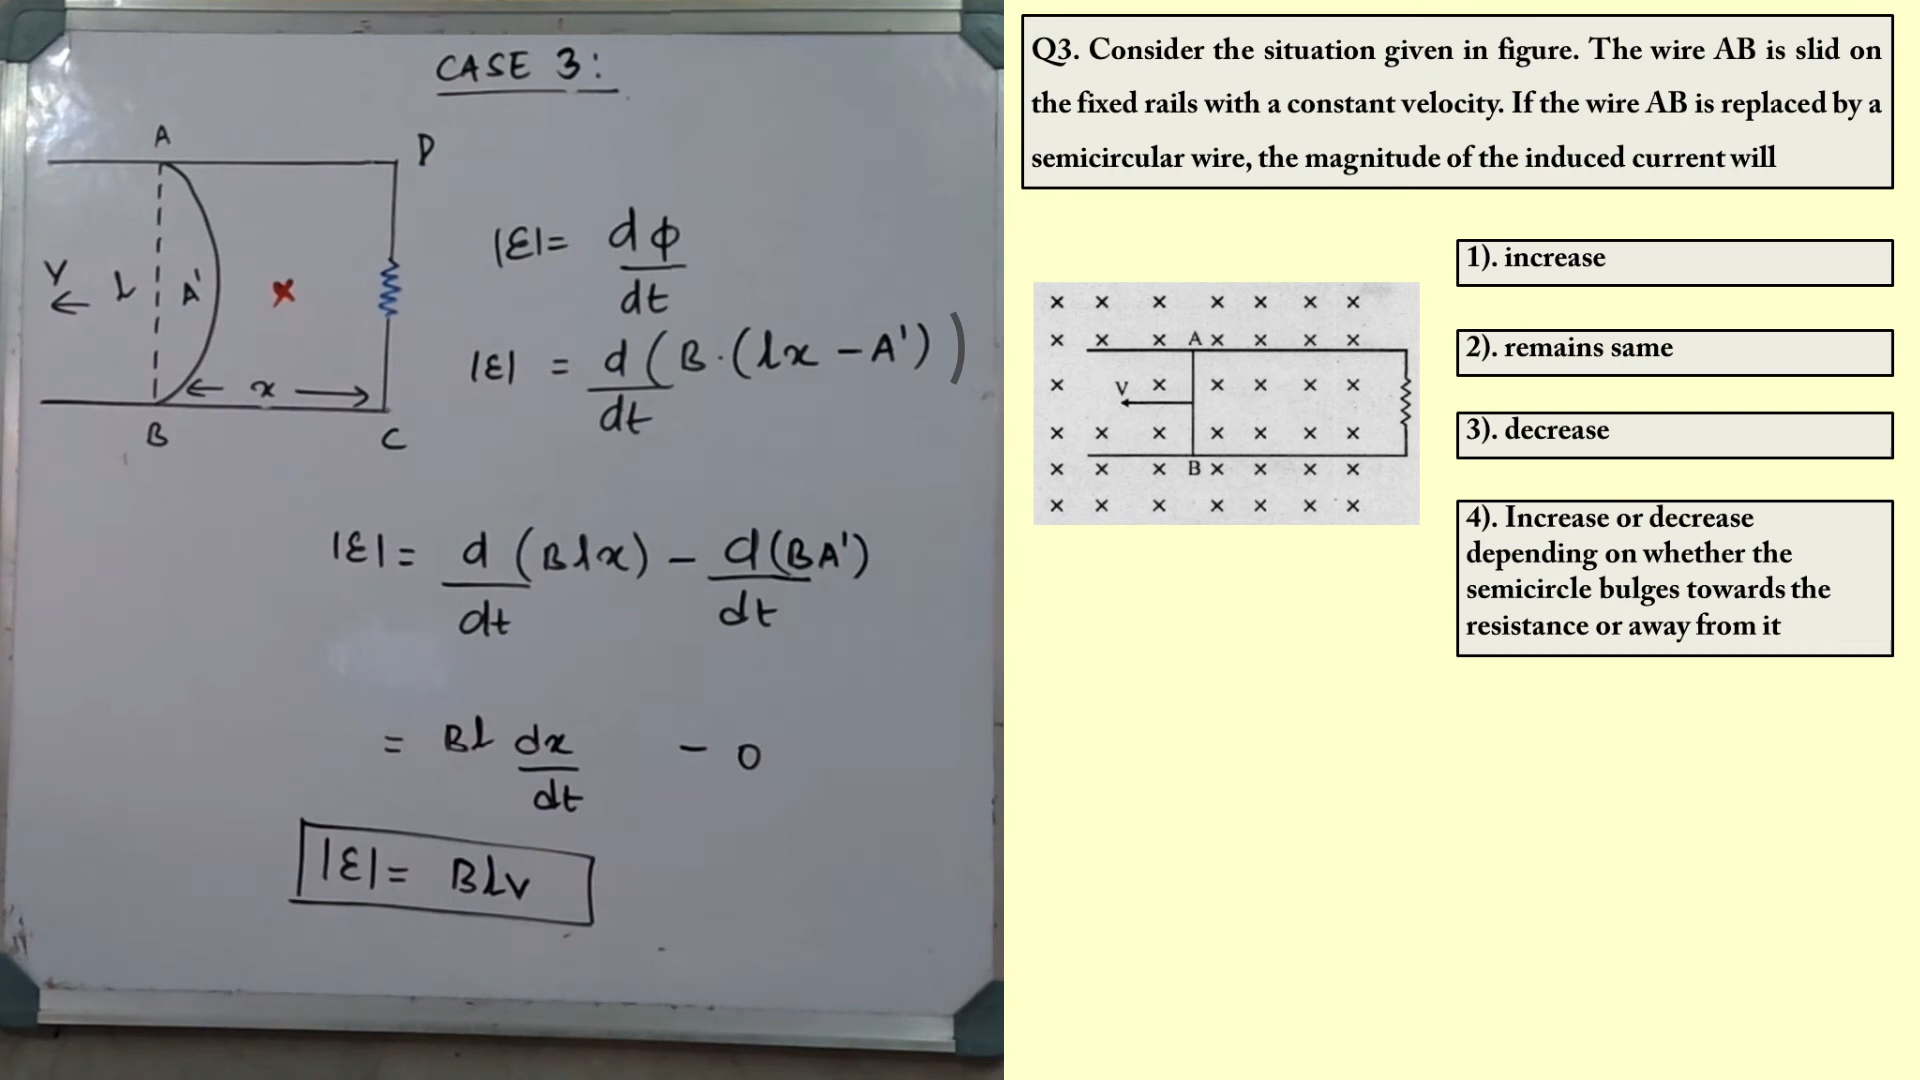 CASE 3:
A
D
V
←
L
A'
×
← x →
B
C
|ε| = dϕ
dt
|ε| = d (B·(lx − A'))
dt
|ε| = d (Blx) − d(BA')
dt dt
= Bl dx − 0
dt
|ε| = BLv
Q3. Consider the situation given in figure. The wire AB is slid on
the fixed rails with a constant velocity. If the wire AB is replaced by a
semicircular wire, the magnitude of the induced current will
× × × × × × ×
× × × A × × × ×
× V × × × × ×
× × × × × × ×
× × × B × × × ×
× × × × × × ×
1). increase
2). remains same
3). decrease
4). Increase or decrease
depending on whether the
semicircle bulges towards the
resistance or away from it